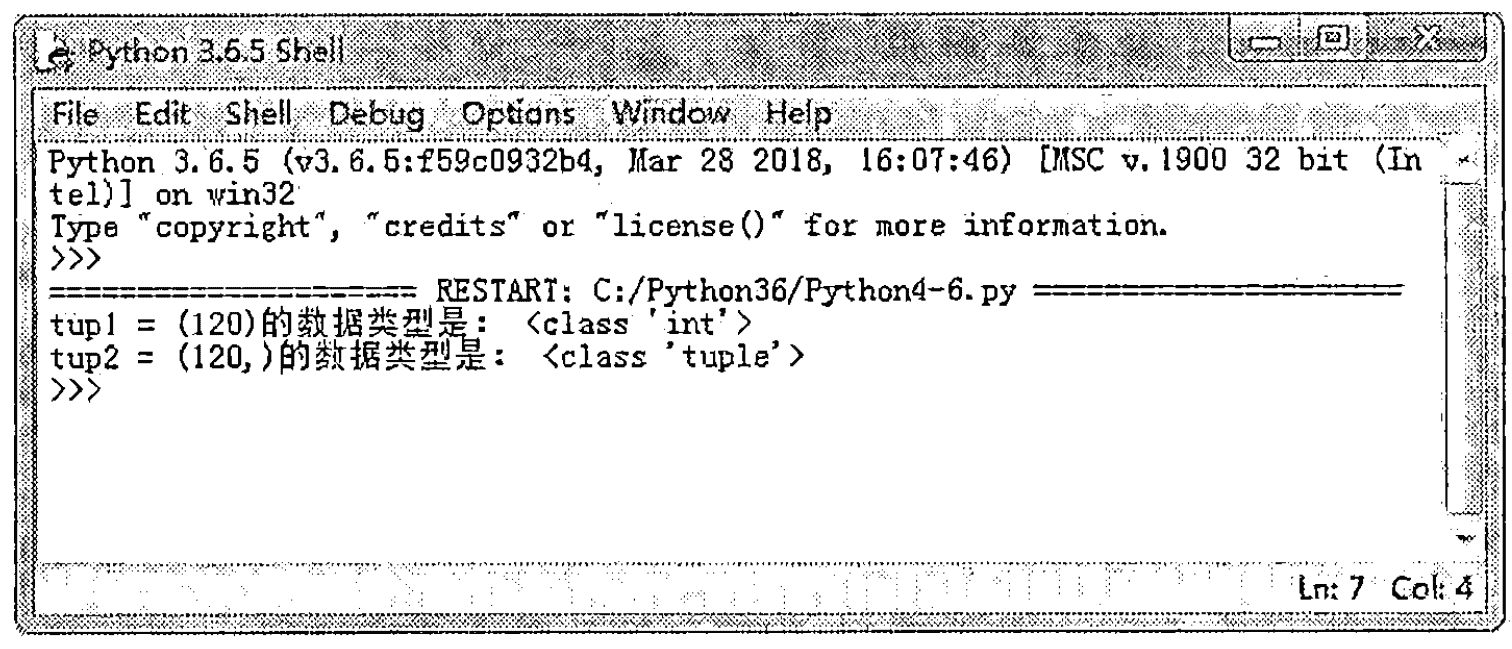 Python 3.6.5 Shell
File Edit Shell Debug Options Window Help
Python 3.6.5 (v3.6.5:f59c0932b4, Mar 28 2018, 16:07:46) [MSC v.1900 32 bit (In
tel)] on win32
Type "copyright", "credits" or "license()" for more information.
>>>
===================== RESTART: C:/Python36/Python4-6.py =====================
tup1 = (120)的数据类型是： <class 'int'>
tup2 = (120,)的数据类型是： <class 'tuple'>
>>>
Ln: 7 Col: 4